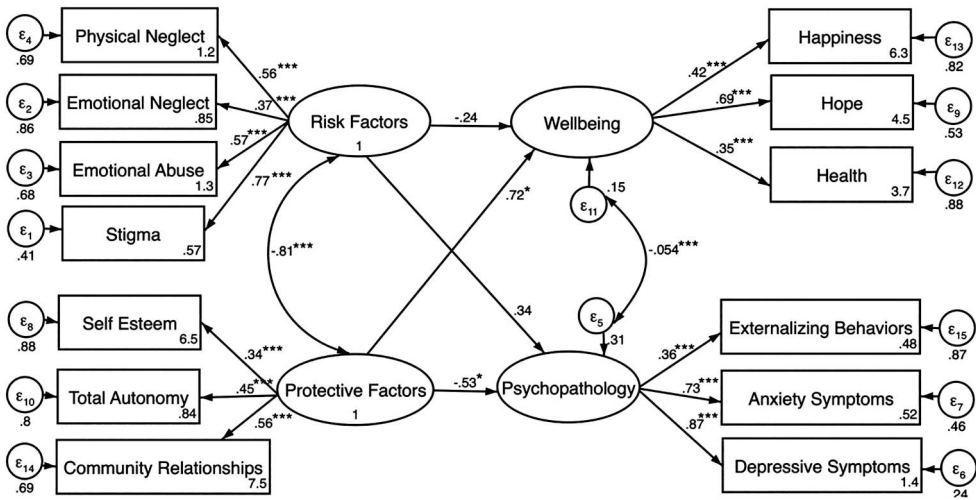 ε4
.69
Physical Neglect
1.2
ε2
.86
Emotional Neglect
.85
ε3
.68
Emotional Abuse
1.3
ε1
.41
Stigma
.57
.56***
.37***
.57***
.77***
Risk Factors
1
-.24
Wellbeing
.42***
.69***
.35***
Happiness
6.3
ε13
.82
Hope
4.5
ε9
.53
Health
3.7
ε12
.88
.72*
ε11
.15
-.81***
-.054***
.34
ε5
.31
ε8
.88
Self Esteem
6.5
ε10
.8
Total Autonomy
.84
ε14
.69
Community Relationships
7.5
.34***
.45***
.56***
Protective Factors
1
-.53*
Psychopathology
.36***
.73***
.87***
Externalizing Behaviors
.48
ε15
.87
Anxiety Symptoms
.52
ε7
.46
Depressive Symptoms
1.4
ε6
.24